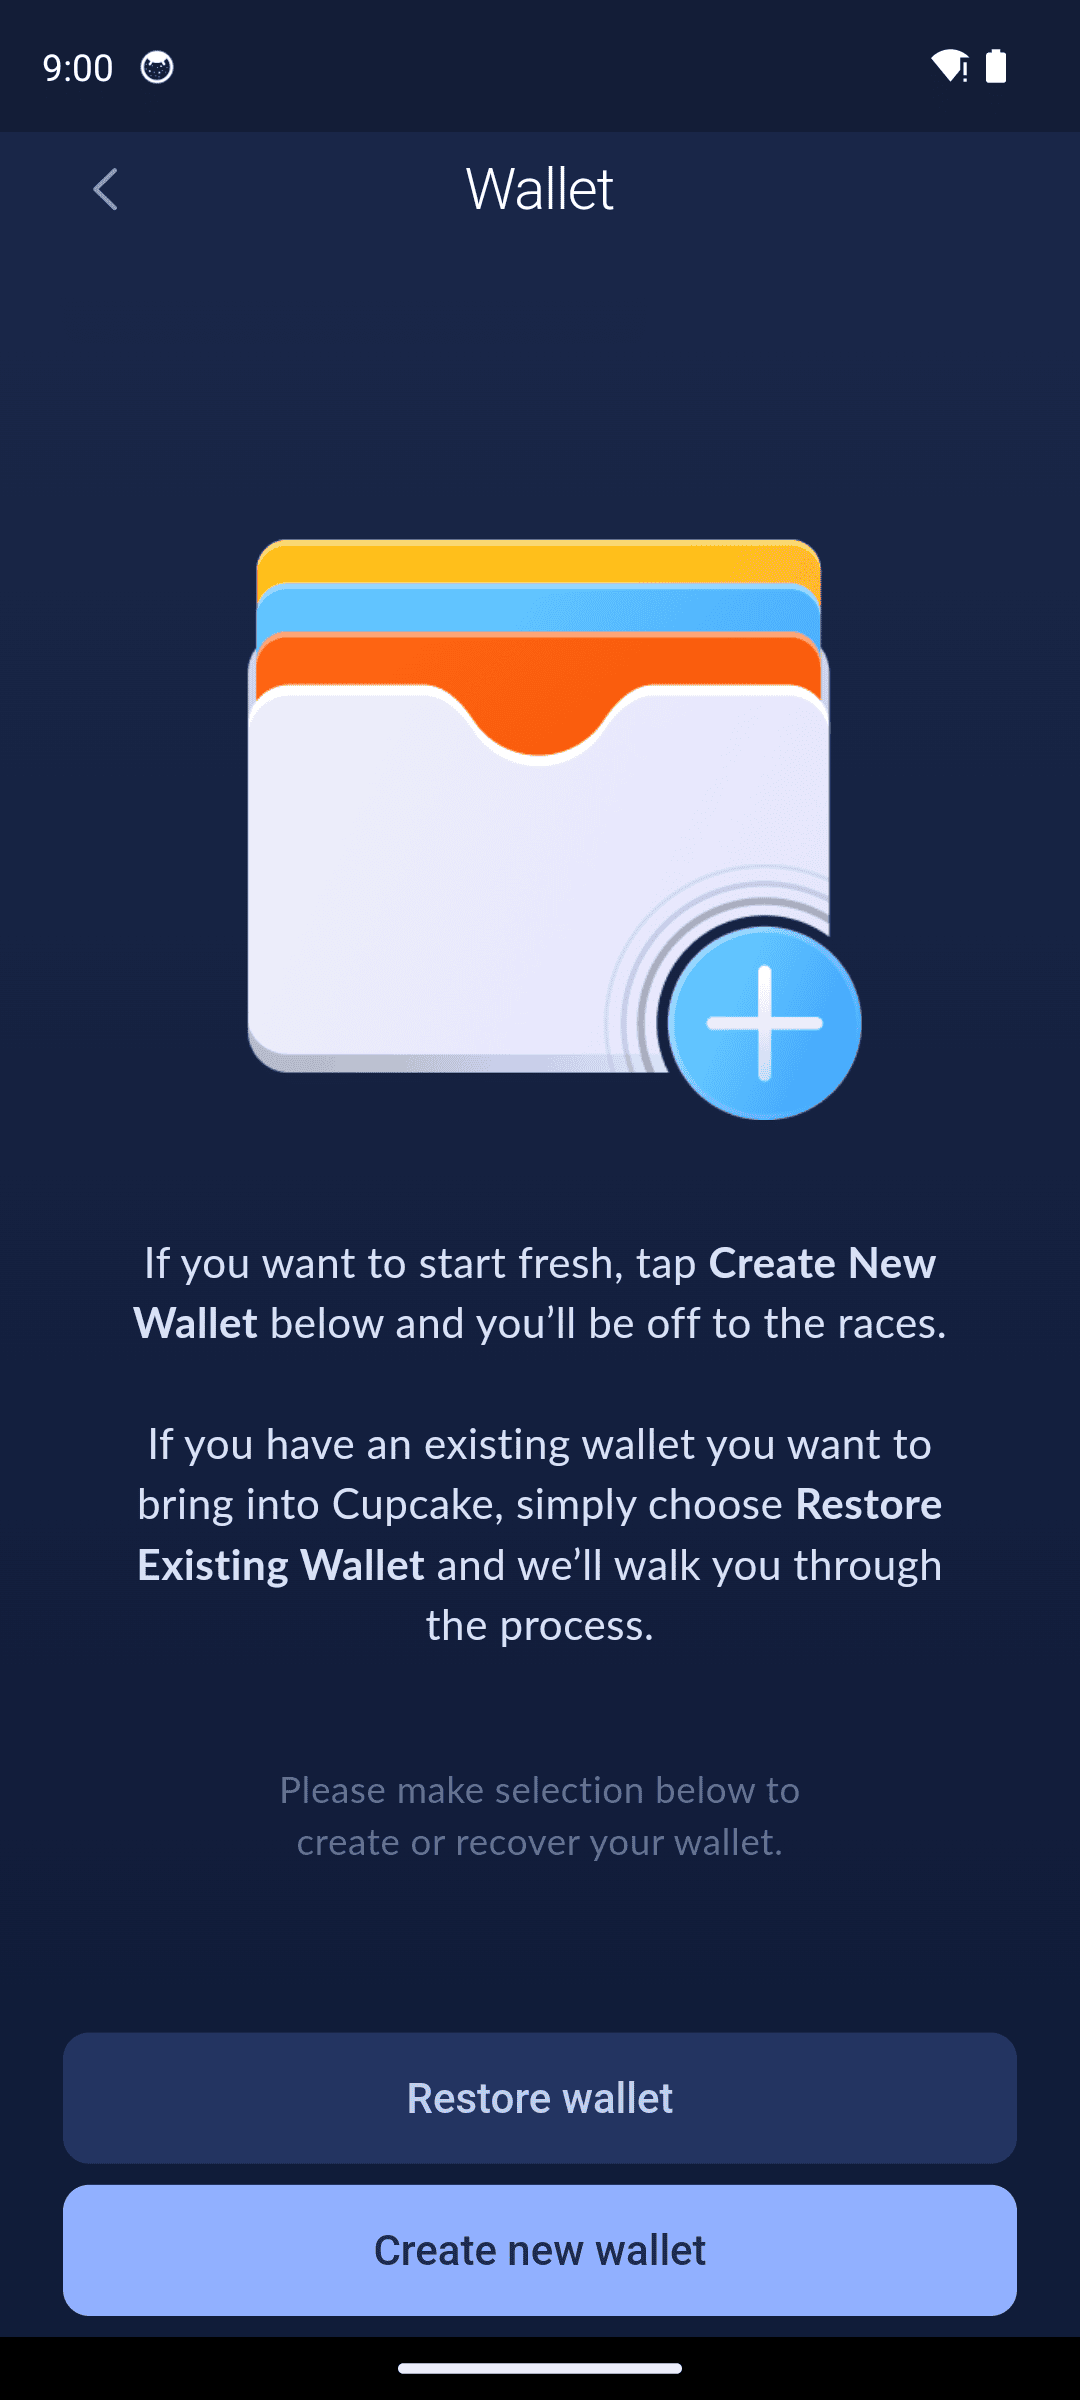 9:00
Wallet
If you want to start fresh, tap Create New
Wallet below and you’ll be off to the races.
If you have an existing wallet you want to
bring into Cupcake, simply choose Restore
Existing Wallet and we’ll walk you through
the process.
Please make selection below to
create or recover your wallet.
Restore wallet
Create new wallet